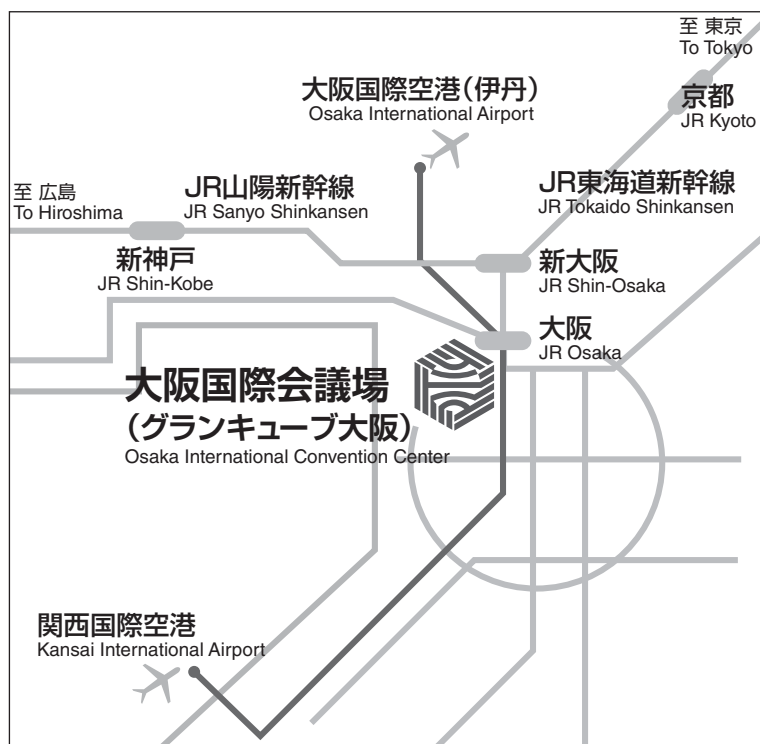 至 東京
To Tokyo
京都
JR Kyoto
大阪国際空港（伊丹）
Osaka International Airport
JR山陽新幹線
JR Sanyo Shinkansen
JR東海道新幹線
JR Tokaido Shinkansen
至 広島
To Hiroshima
新神戸
JR Shin-Kobe
新大阪
JR Shin-Osaka
大阪
JR Osaka
大阪国際会議場
（グランキューブ大阪）
Osaka International Convention Center
関西国際空港
Kansai International Airport